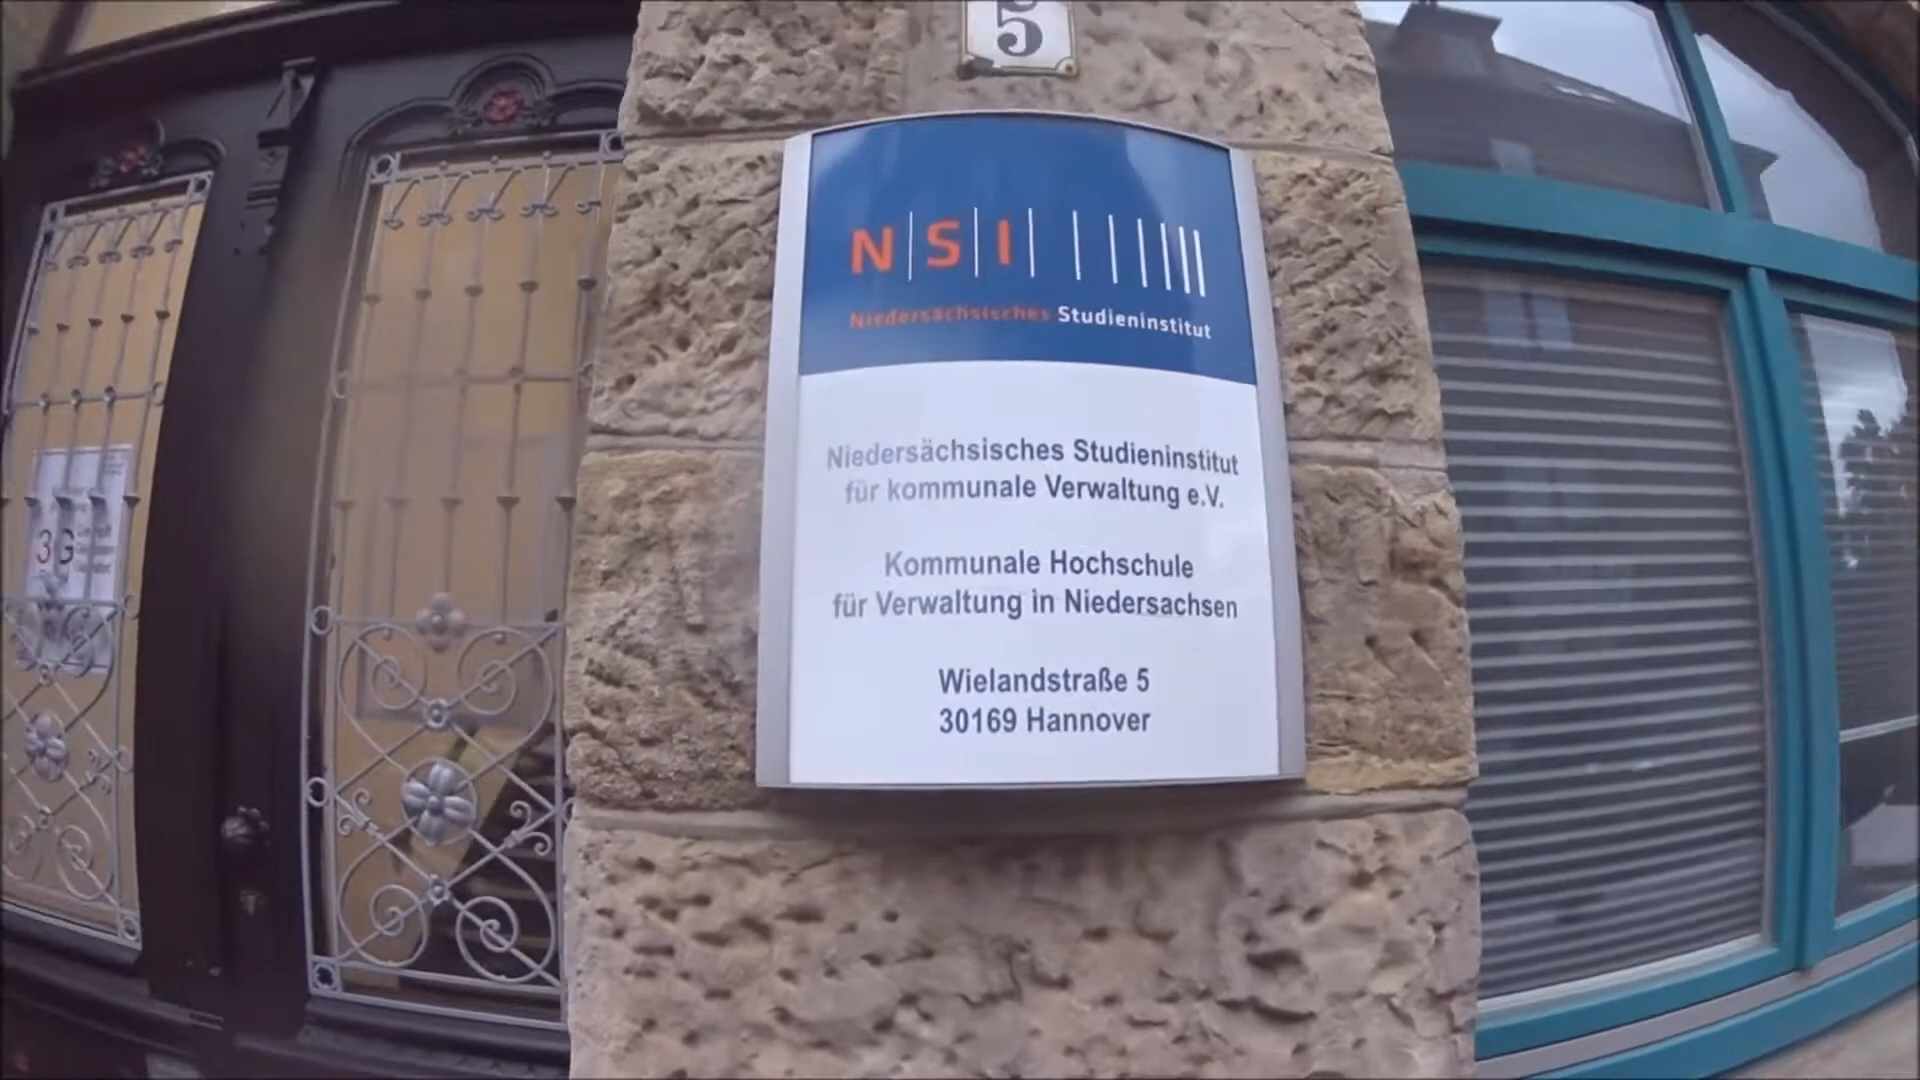 5
N|S|I
Niedersächsisches Studieninstitut
Niedersächsisches Studieninstitut
für kommunale Verwaltung e.V.
Kommunale Hochschule
für Verwaltung in Niedersachsen
Wielandstraße 5
30169 Hannover
3G